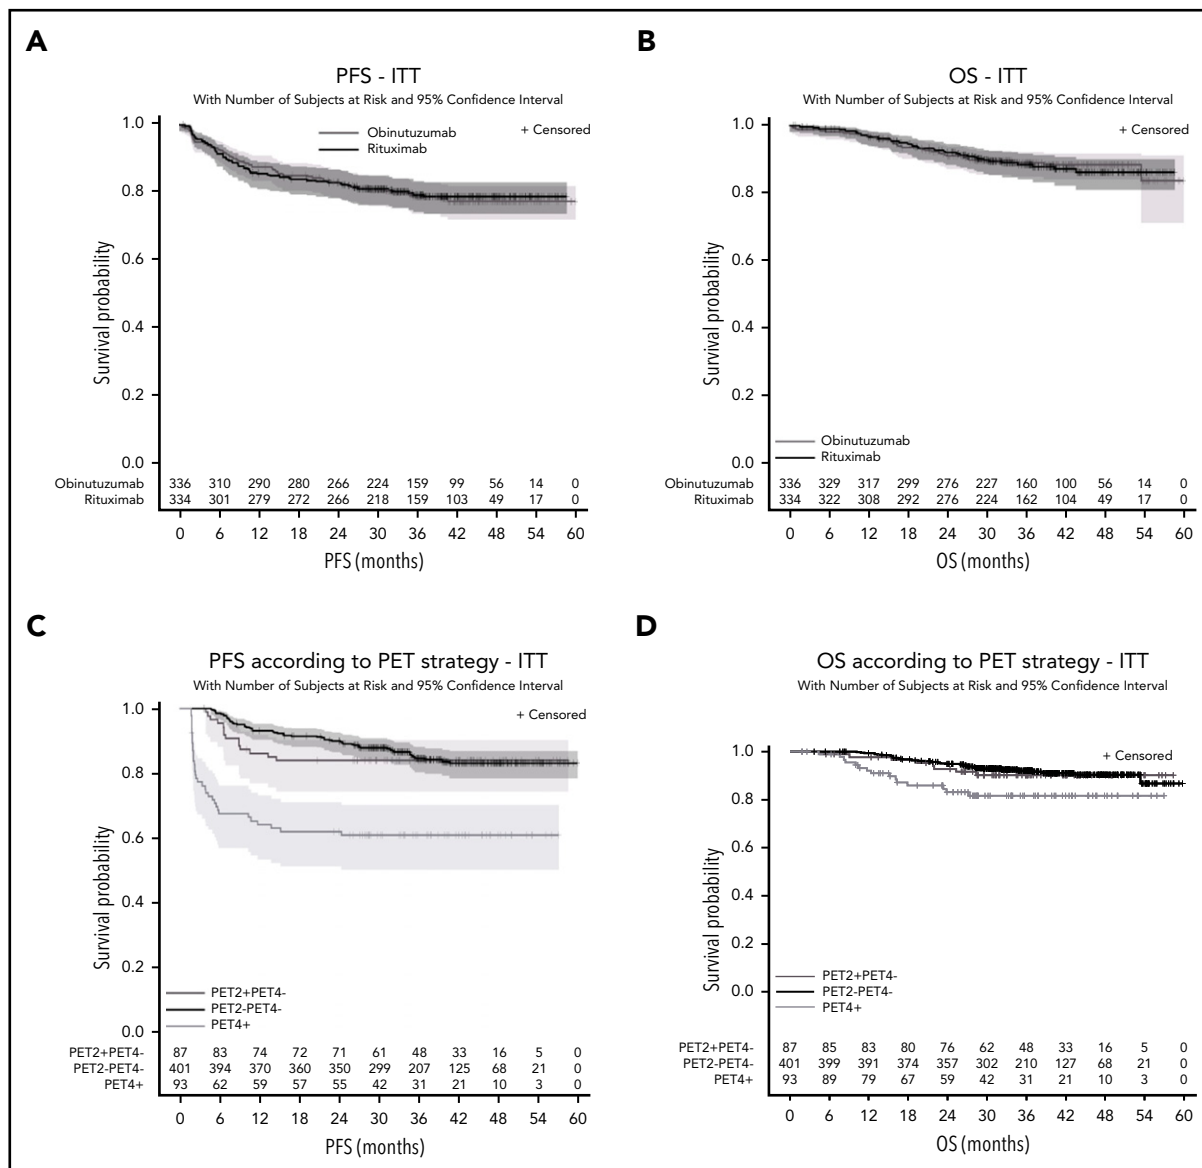 A
PFS - ITT
With Number of Subjects at Risk and 95% Confidence Interval
Obinutuzumab
Rituximab
+ Censored
1.0
0.8
0.6
0.4
0.2
0.0
Survival probability
Obinutuzumab 336 310 290 280 266 224 159 99 56 14 0
Rituximab 334 301 279 272 266 218 159 103 49 17 0
0 6 12 18 24 30 36 42 48 54 60
PFS (months)
B
OS - ITT
With Number of Subjects at Risk and 95% Confidence Interval
+ Censored
1.0
0.8
0.6
0.4
0.2
0.0
Survival probability
Obinutuzumab
Rituximab
Obinutuzumab 336 329 317 299 276 227 160 100 56 14 0
Rituximab 334 322 308 292 276 224 162 104 49 17 0
0 6 12 18 24 30 36 42 48 54 60
OS (months)
C
PFS according to PET strategy - ITT
With Number of Subjects at Risk and 95% Confidence Interval
+ Censored
1.0
0.8
0.6
0.4
0.2
0.0
Survival probability
PET2+PET4-
PET2-PET4-
PET4+
PET2+PET4- 87 83 74 72 71 61 48 33 16 5 0
PET2-PET4- 401 394 370 360 350 299 207 125 68 21 0
PET4+ 93 62 59 57 55 42 31 21 10 3 0
0 6 12 18 24 30 36 42 48 54 60
PFS (months)
D
OS according to PET strategy - ITT
With Number of Subjects at Risk and 95% Confidence Interval
+ Censored
1.0
0.8
0.6
0.4
0.2
0.0
Survival probability
PET2+PET4-
PET2-PET4-
PET4+
PET2+PET4- 87 85 83 80 76 62 48 33 16 5 0
PET2-PET4- 401 399 391 374 357 302 210 127 68 21 0
PET4+ 93 89 79 67 59 42 31 21 10 3 0
0 6 12 18 24 30 36 42 48 54 60
OS (months)